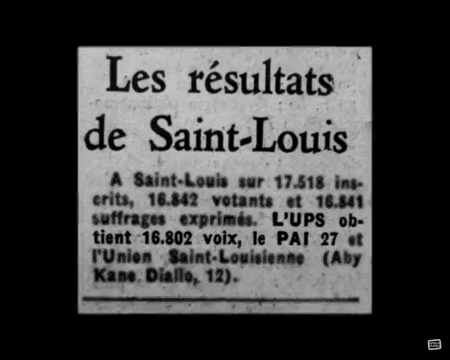 Les résultats
de Saint-Louis
A Saint-Louis sur 17.518 ins-
crits, 16.842 votants et 16.841
suffrages exprimés. L'UPS ob-
tient 16.802 voix, le PAI 27 et
l'Union Saint-Louisienne (Aby
Kane Diallo, 12).